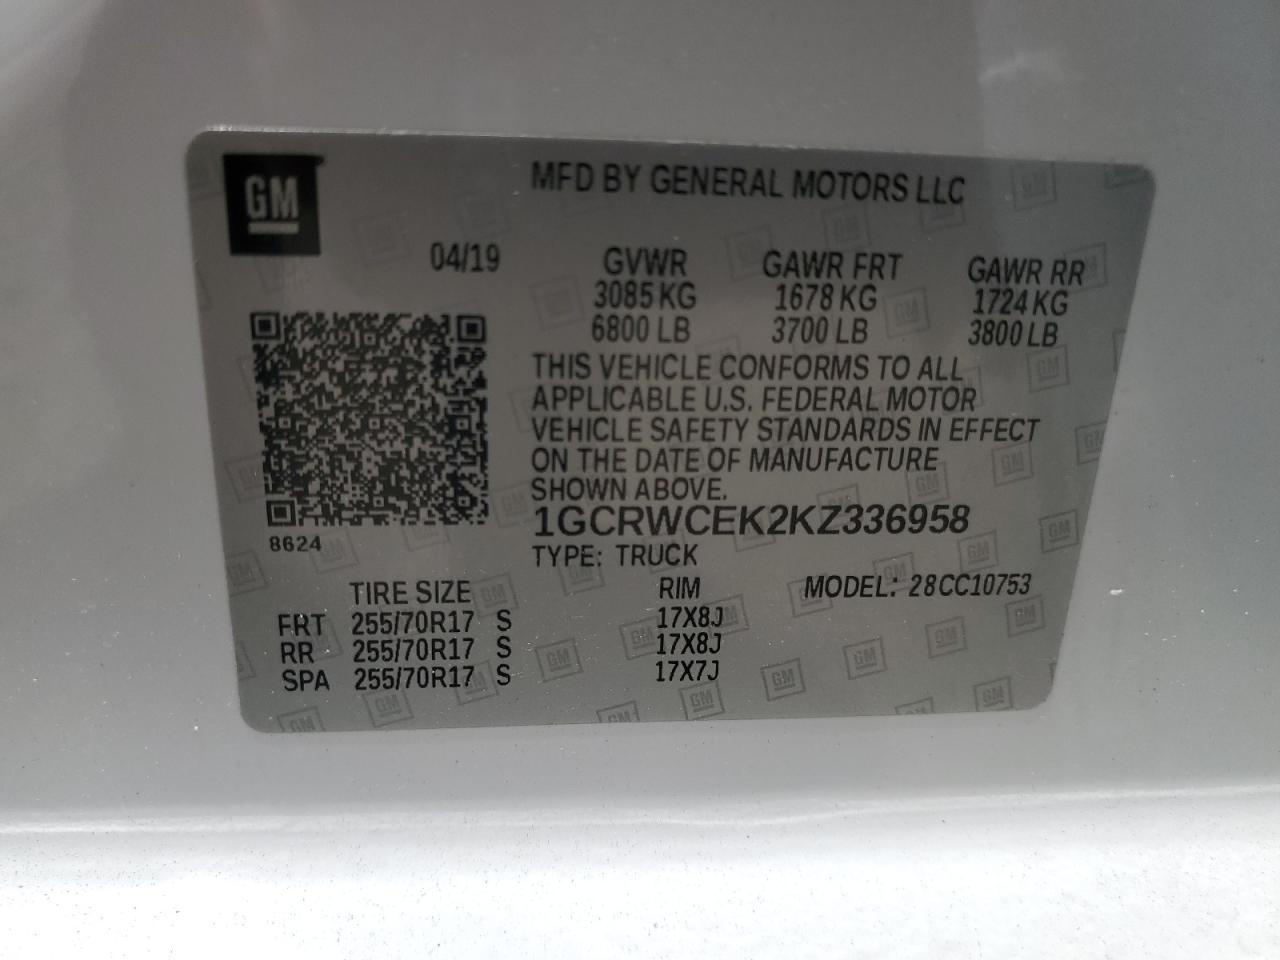 GM
MFD BY GENERAL MOTORS LLC
04/19
GVWR GAWR FRT GAWR RR
3085 KG 1678 KG 1724 KG
6800 LB 3700 LB 3800 LB
THIS VEHICLE CONFORMS TO ALL
APPLICABLE U.S. FEDERAL MOTOR
VEHICLE SAFETY STANDARDS IN EFFECT
ON THE DATE OF MANUFACTURE
SHOWN ABOVE.
1GCRWCEK2KZ336958
8624
TYPE: TRUCK
TIRE SIZE RIM MODEL: 28CC10753
FRT 255/70R17 S 17X8J
RR 255/70R17 S 17X8J
SPA 255/70R17 S 17X7J